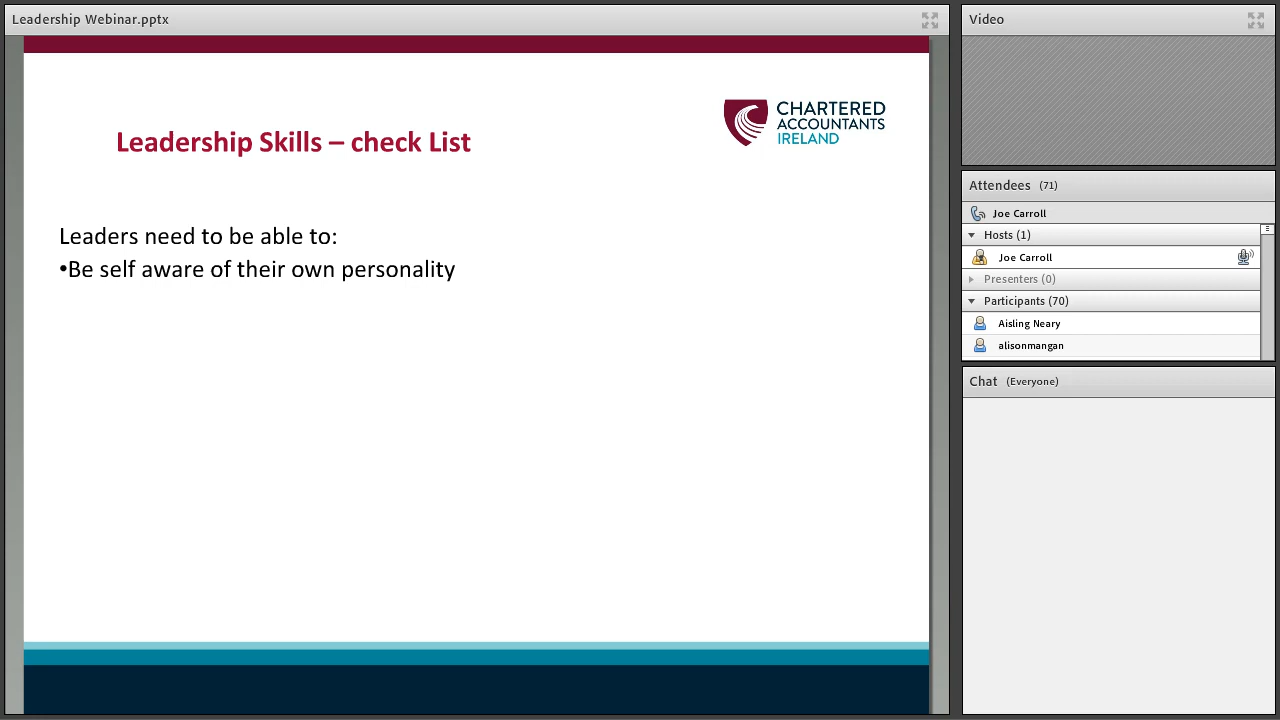 Leadership Webinar.pptx
CHARTERED
ACCOUNTANTS
IRELAND
Leadership Skills – check List
Leaders need to be able to:
•Be self aware of their own personality
Video
Attendees (71)
Joe Carroll
Hosts (1)
Joe Carroll
Presenters (0)
Participants (70)
Aisling Neary
alisonmangan
Chat (Everyone)